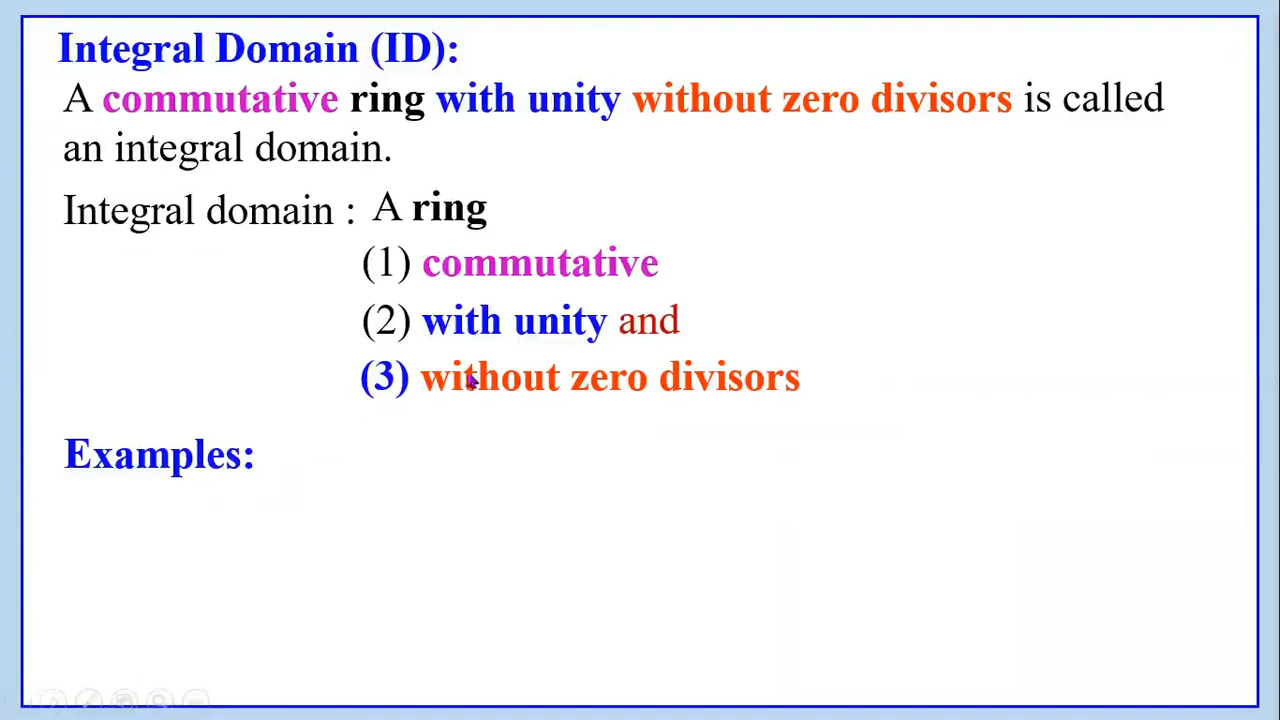 Integral Domain (ID):
A commutative ring with unity without zero divisors is called
an integral domain.
Integral domain : A ring
(1) commutative
(2) with unity and
(3) without zero divisors
Examples: